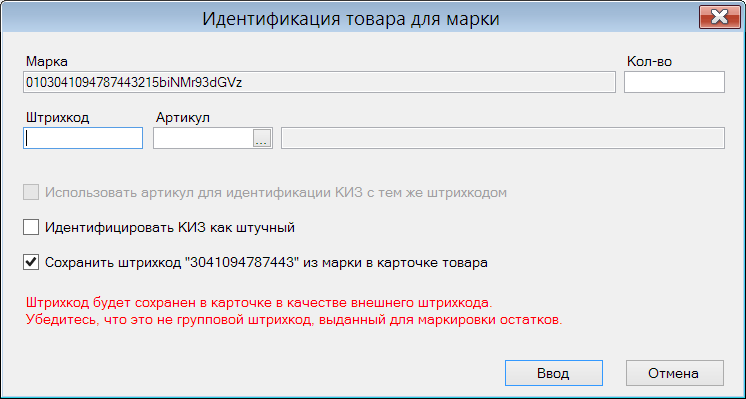 Идентификация товара для марки
Марка
Кол-во
0103041094787443215biNMr93dGVz
Штрихкод
Артикул
...
Использовать артикул для идентификации КИЗ с тем же штрихкодом
Идентифицировать КИЗ как штучный
Сохранить штрихкод "3041094787443" из марки в карточке товара
Штрихкод будет сохранен в карточке в качестве внешнего штрихкода.
Убедитесь, что это не групповой штрихкод, выданный для маркировки остатков.
Ввод
Отмена